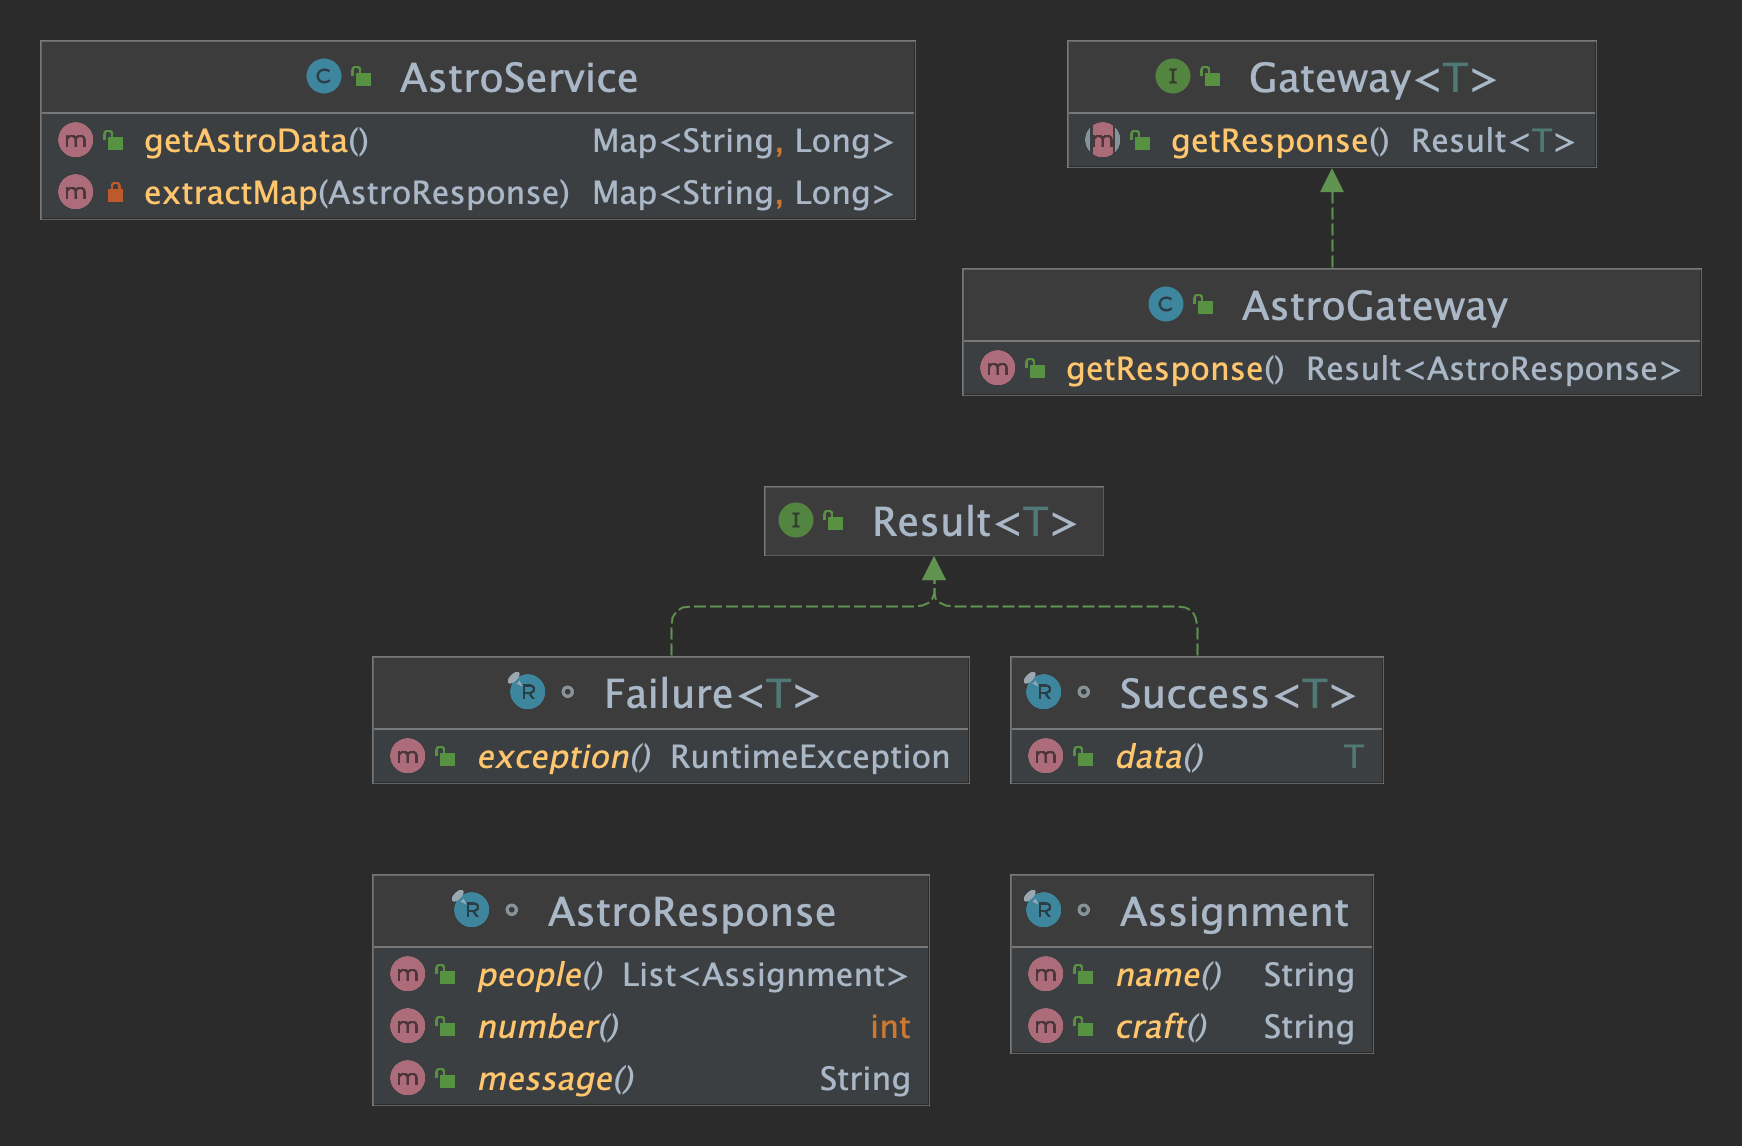 AstroService
getAstroData() Map<String, Long>
extractMap(AstroResponse) Map<String, Long>
Gateway<T>
getResponse() Result<T>
AstroGateway
getResponse() Result<AstroResponse>
Result<T>
Failure<T>
exception() RuntimeException
Success<T>
data() T
AstroResponse
people() List<Assignment>
number() int
message() String
Assignment
name() String
craft() String